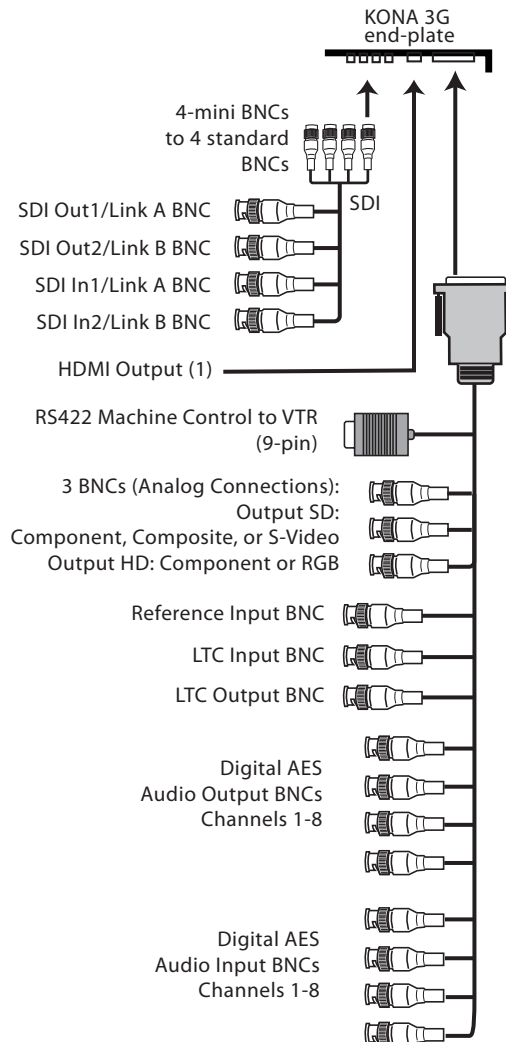 KONA 3G
end-plate
4-mini BNCs
to 4 standard
BNCs
SDI
SDI Out1/Link A BNC
SDI Out2/Link B BNC
SDI In1/Link A BNC
SDI In2/Link B BNC
HDMI Output (1)
RS422 Machine Control to VTR
(9-pin)
3 BNCs (Analog Connections):
Output SD:
Component, Composite, or S-Video
Output HD: Component or RGB
Reference Input BNC
LTC Input BNC
LTC Output BNC
Digital AES
Audio Output BNCs
Channels 1-8
Digital AES
Audio Input BNCs
Channels 1-8